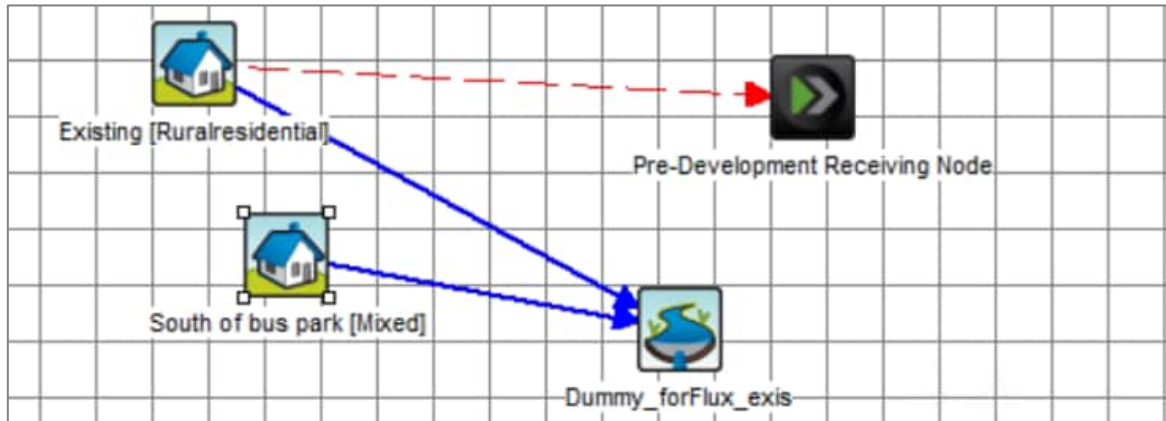 Existing [Ruralresidential]
Pre-Development Receiving Node
South of bus park [Mixed]
Dummy_forFlux_exis